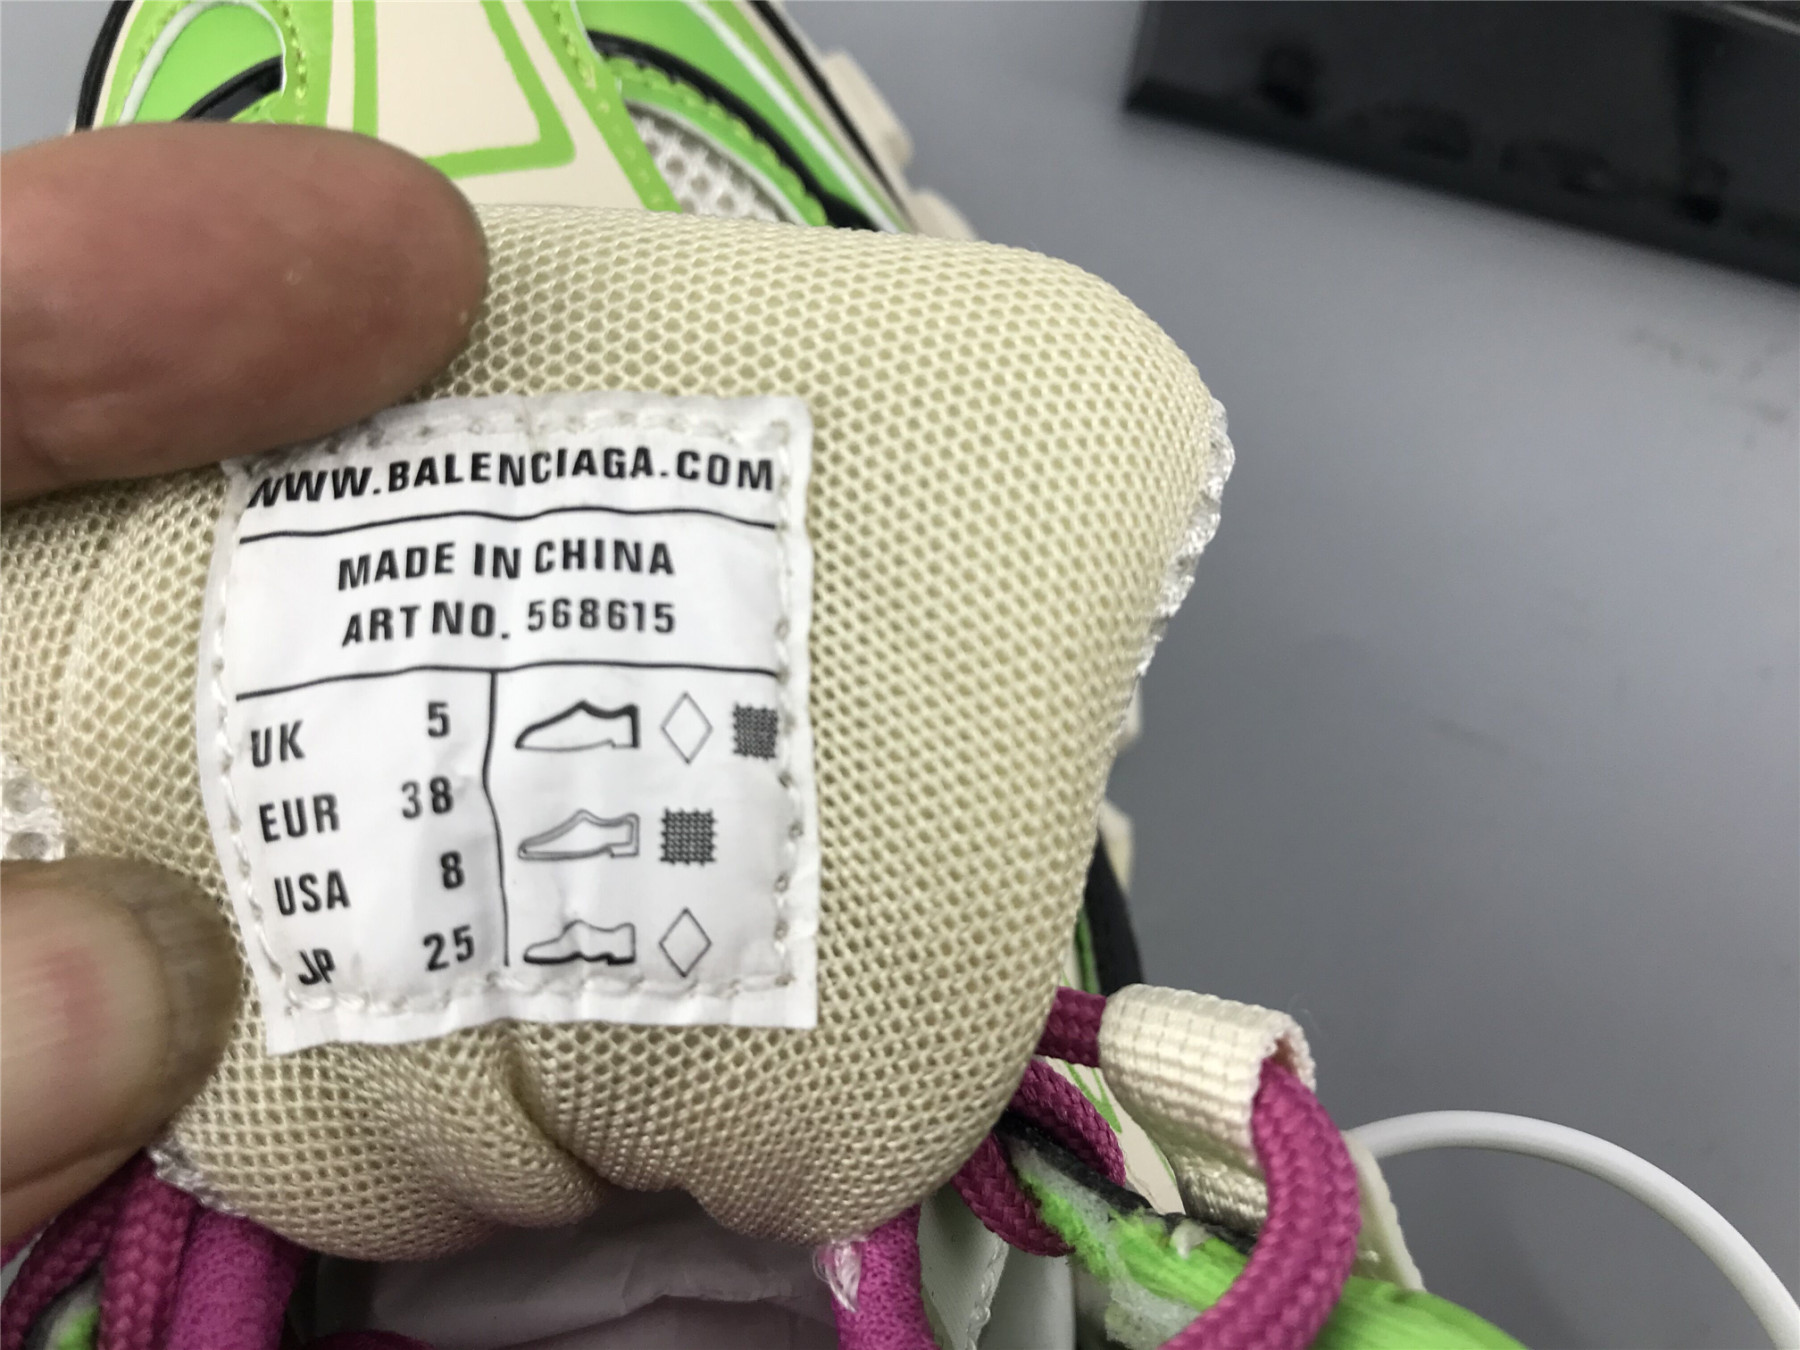 WWW.BALENCIAGA.COM
MADE IN CHINA
ART NO. 568615
UK 5
EUR 38
USA 8
JP 25